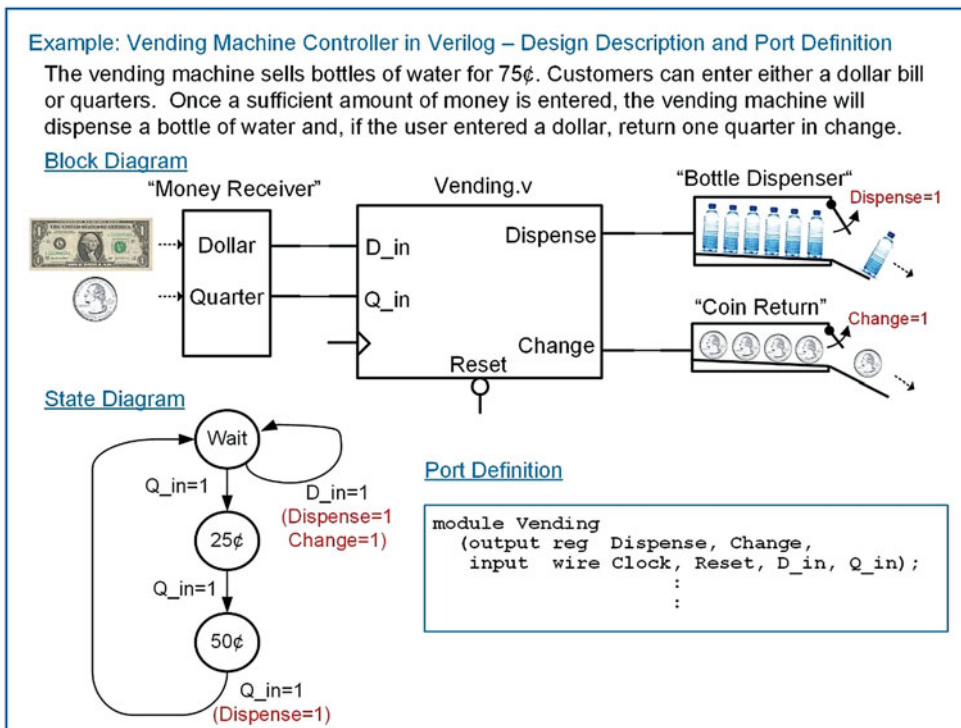 Example: Vending Machine Controller in Verilog – Design Description and Port Definition
The vending machine sells bottles of water for 75¢. Customers can enter either a dollar bill
or quarters. Once a sufficient amount of money is entered, the vending machine will
dispense a bottle of water and, if the user entered a dollar, return one quarter in change.
Block Diagram
“Money Receiver”
Dollar
Quarter
Vending.v
D_in
Q_in
Dispense
Change
Reset
“Bottle Dispenser“
Dispense=1
“Coin Return”
Change=1
State Diagram
Wait
Q_in=1
D_in=1
(Dispense=1
Change=1)
25¢
Q_in=1
50¢
Q_in=1
(Dispense=1)
Port Definition
module Vending
(output reg Dispense, Change,
input wire Clock, Reset, D_in, Q_in);
:
: